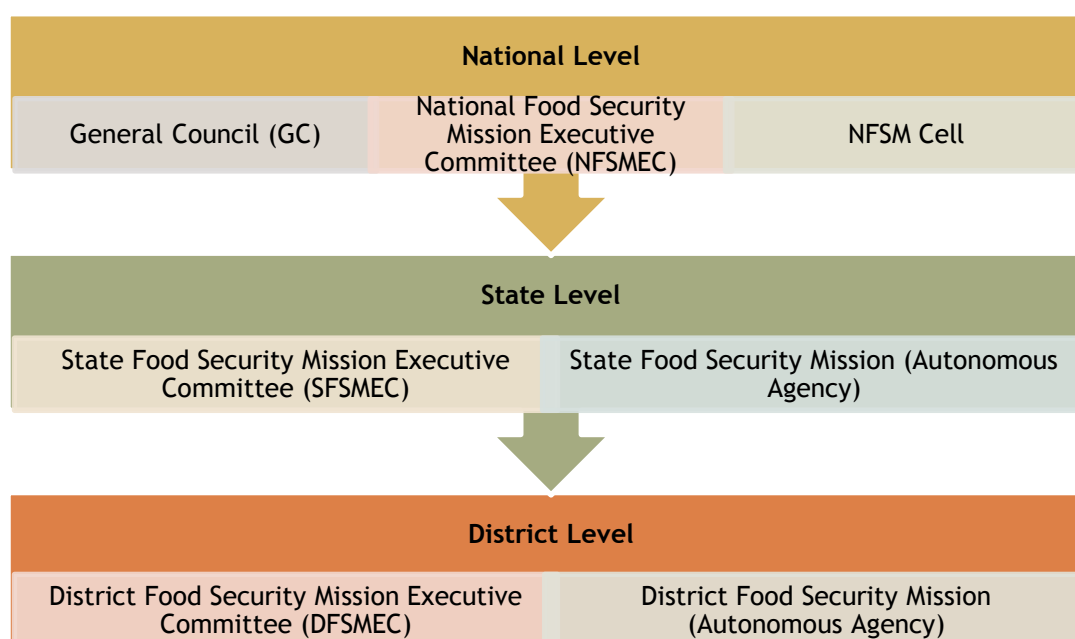 National Level
General Council (GC)
National Food Security
Mission Executive
Committee (NFSMEC)
NFSM Cell
State Level
State Food Security Mission Executive
Committee (SFSMEC)
State Food Security Mission (Autonomous
Agency)
District Level
District Food Security Mission Executive
Committee (DFSMEC)
District Food Security Mission
(Autonomous Agency)